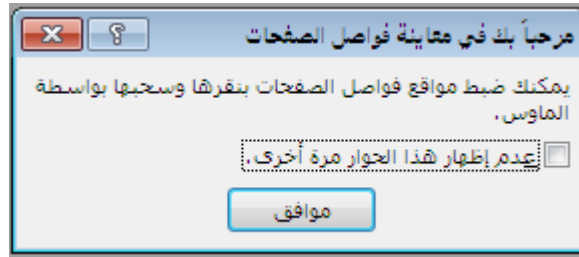 مرحباً بك في معاينة فواصل الصفحات
يمكنك ضبط مواقع فواصل الصفحات بنقرها وسحبها بواسطة
الماوس.
عدم إظهار هذا الحوار مرة أخرى.
موافق